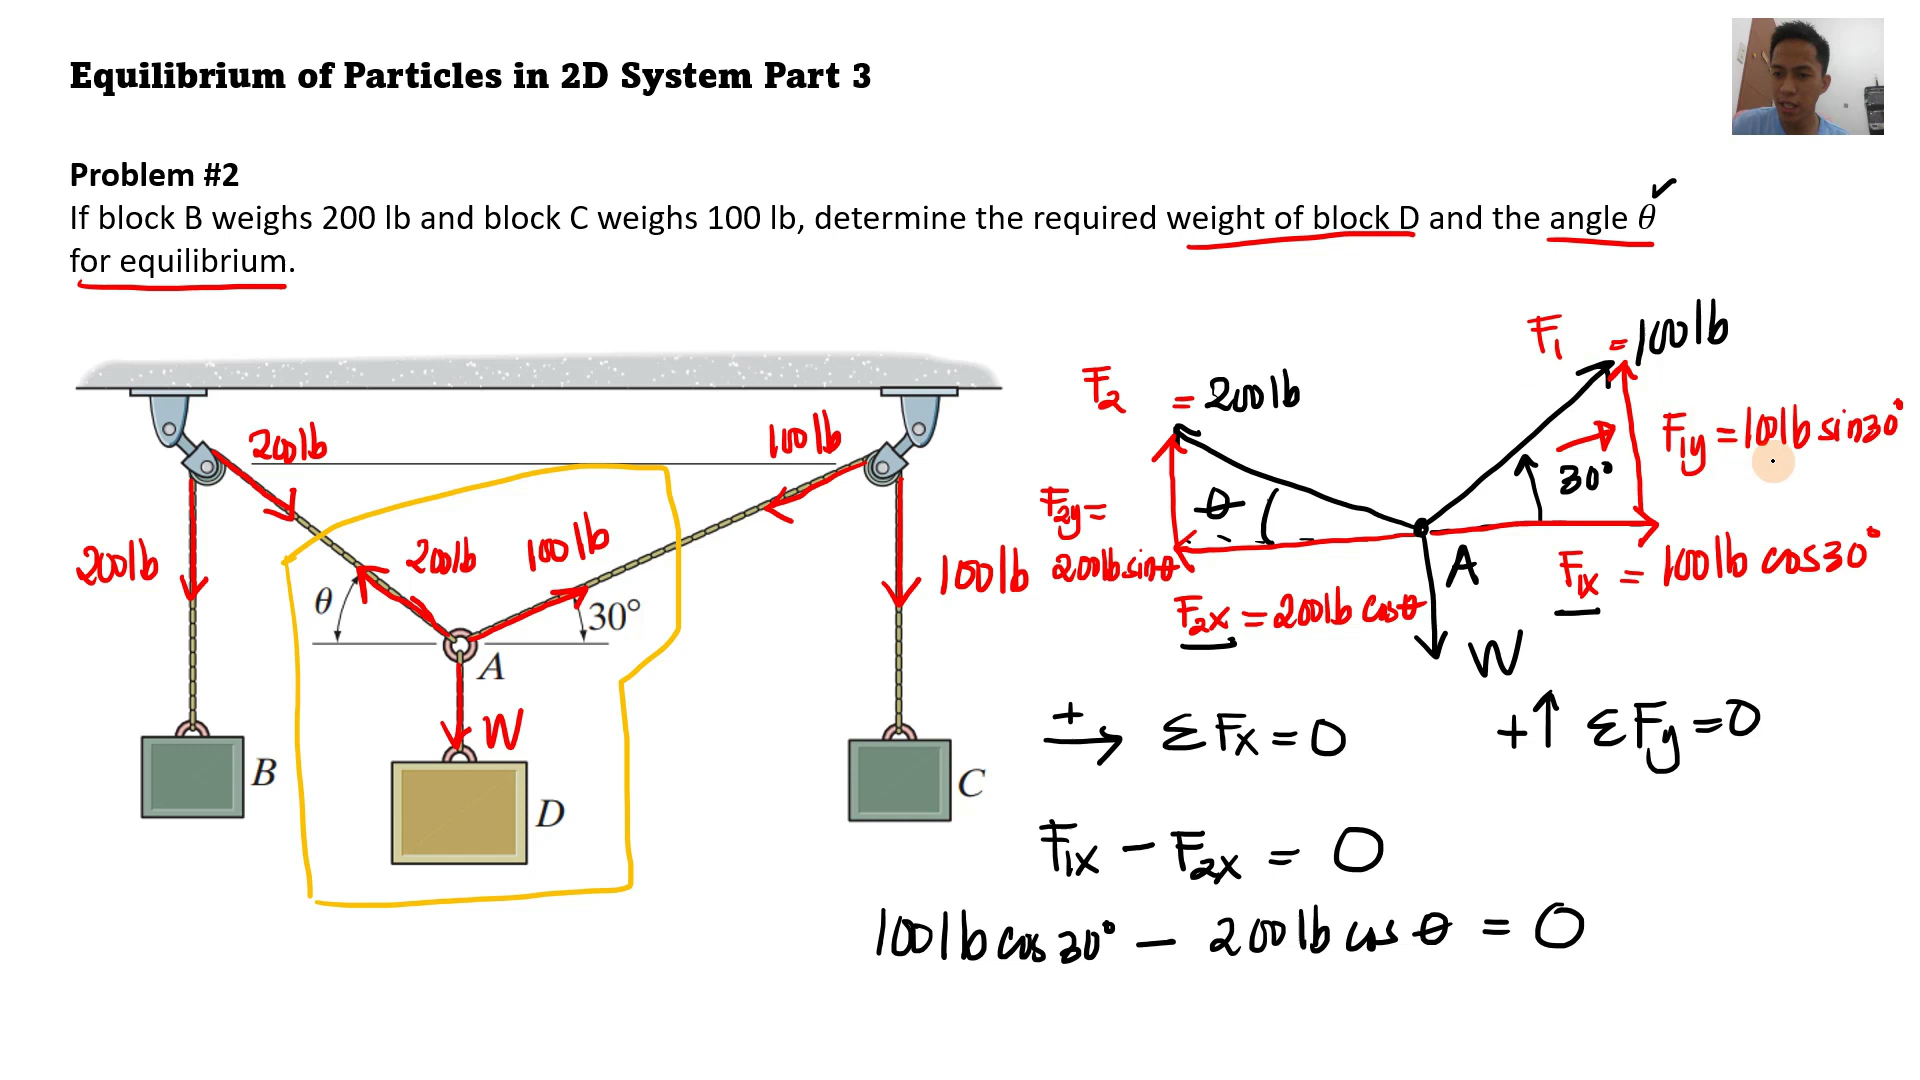 Equilibrium of Particles in 2D System Part 3
Problem #2
If block B weighs 200 lb and block C weighs 100 lb, determine the required weight of block D and the angle θ
for equilibrium.
200lb
100lb
200lb
200lb
100lb
100lb
θ
30°
A
W
B
D
C
F₁ = 100lb
F₂ = 200lb
F₁y = 100lb sin30°
θ
30°
F₂y =
200lb sinθ
A
F₁x = 100lb cos30°
F₂x = 200lb cosθ
W
+→ ΣFx = 0
+↑ ΣFy = 0
F₁x − F₂x = 0
100lb cos30° − 200lb cos θ = 0